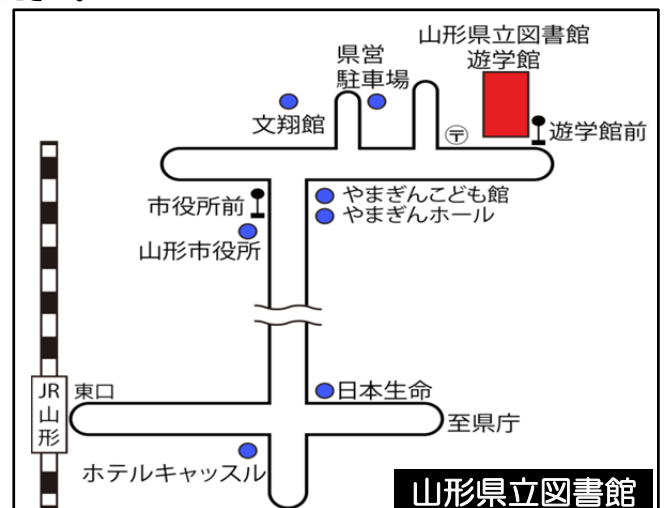 山形県立図書館
遊学館
県営
駐車場
文翔館
〒
遊学館前
市役所前
やまぎんこども館
やまぎんホール
山形市役所
JR
山
形
東口
日本生命
至県庁
ホテルキャッスル
山形県立図書館